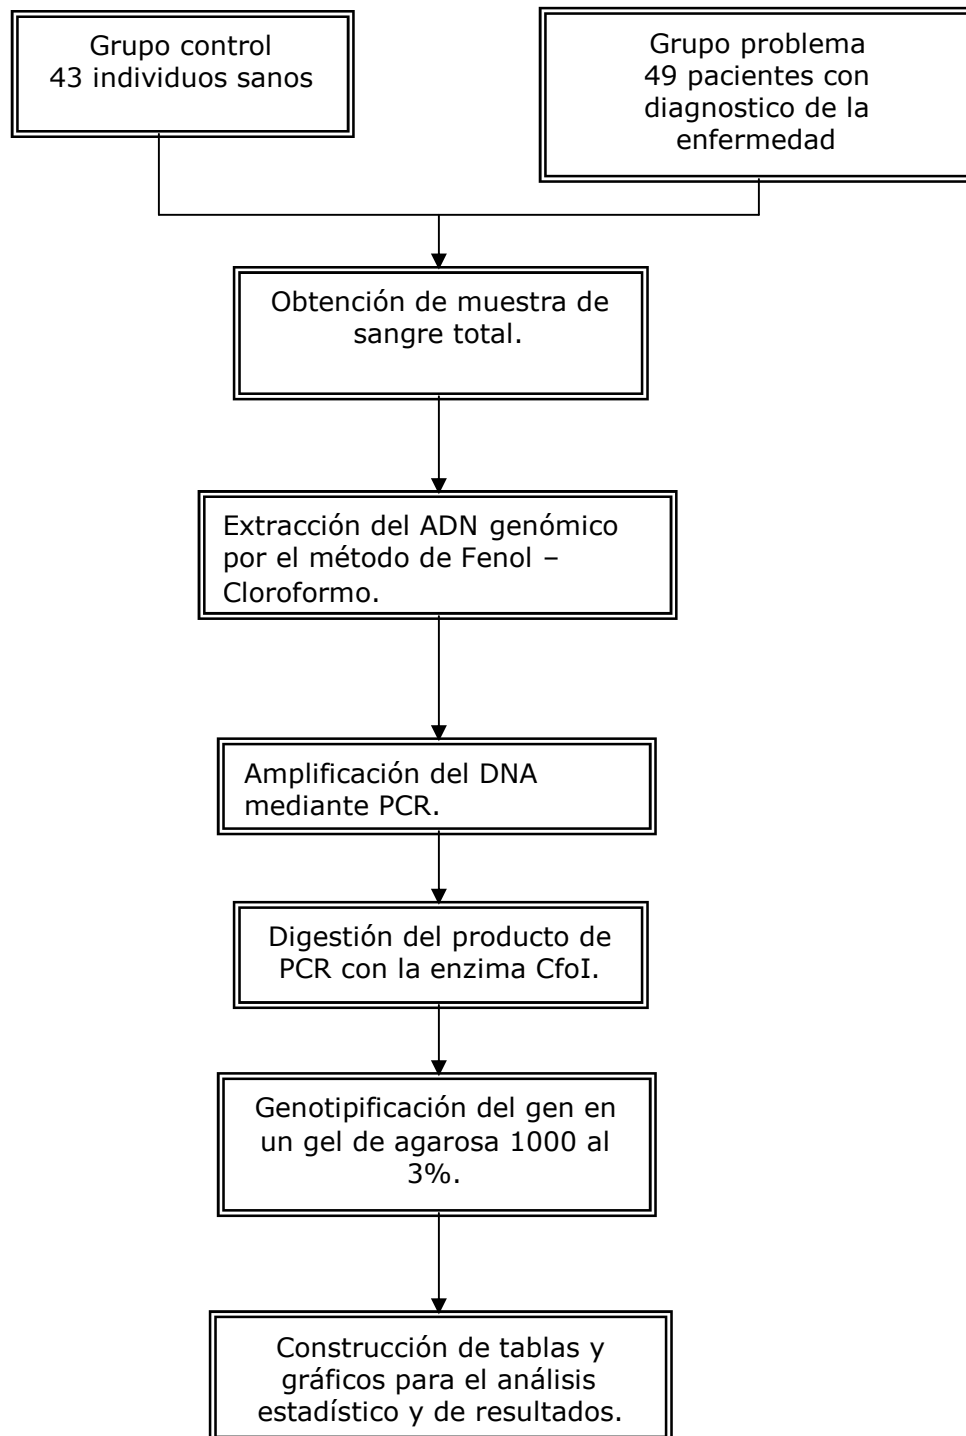 Grupo control
43 individuos sanos
Grupo problema
49 pacientes con
diagnostico de la
enfermedad
Obtención de muestra de
sangre total.
Extracción del ADN genómico
por el método de Fenol –
Cloroformo.
Amplificación del DNA
mediante PCR.
Digestión del producto de
PCR con la enzima CfoI.
Genotipificación del gen en
un gel de agarosa 1000 al
3%.
Construcción de tablas y
gráficos para el análisis
estadístico y de resultados.